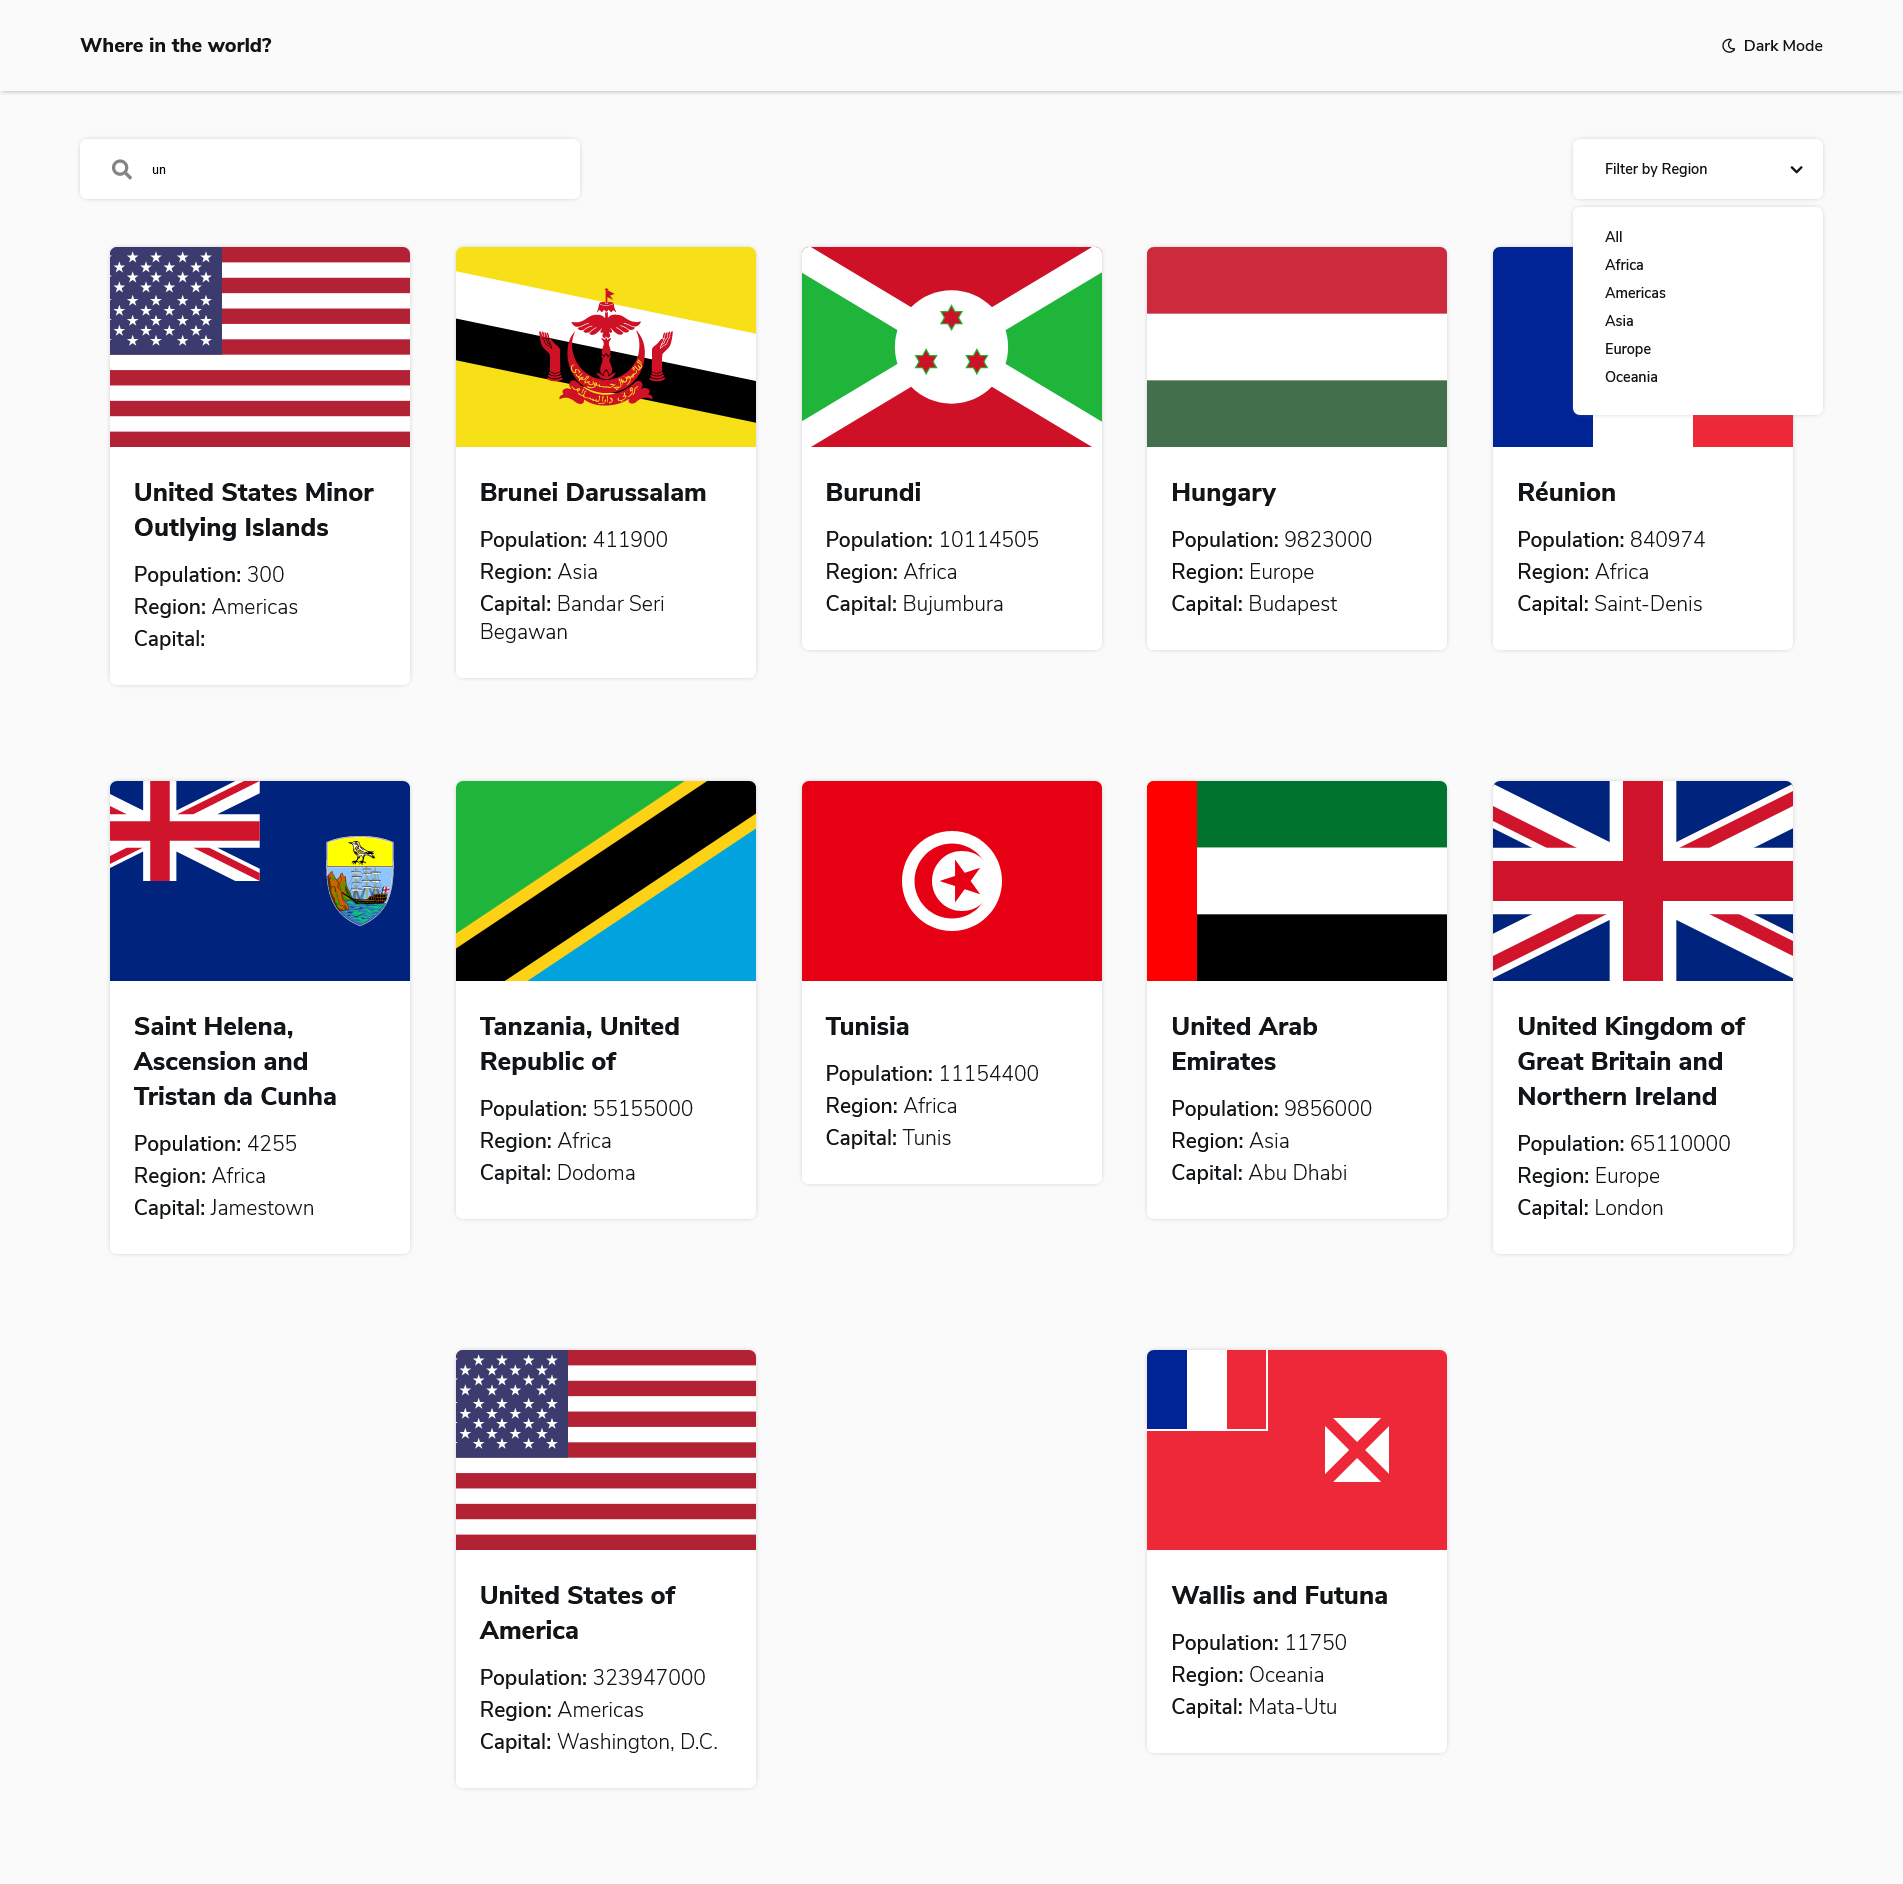 Where in the world?
Dark Mode
un
Filter by Region
All
Africa
Americas
Asia
Europe
Oceania
United States Minor
Outlying Islands
Population: 300
Region: Americas
Capital:
Brunei Darussalam
Population: 411900
Region: Asia
Capital: Bandar Seri
Begawan
Burundi
Population: 10114505
Region: Africa
Capital: Bujumbura
Hungary
Population: 9823000
Region: Europe
Capital: Budapest
Réunion
Population: 840974
Region: Africa
Capital: Saint-Denis
Saint Helena,
Ascension and
Tristan da Cunha
Population: 4255
Region: Africa
Capital: Jamestown
Tanzania, United
Republic of
Population: 55155000
Region: Africa
Capital: Dodoma
Tunisia
Population: 11154400
Region: Africa
Capital: Tunis
United Arab
Emirates
Population: 9856000
Region: Asia
Capital: Abu Dhabi
United Kingdom of
Great Britain and
Northern Ireland
Population: 65110000
Region: Europe
Capital: London
United States of
America
Population: 323947000
Region: Americas
Capital: Washington, D.C.
Wallis and Futuna
Population: 11750
Region: Oceania
Capital: Mata-Utu